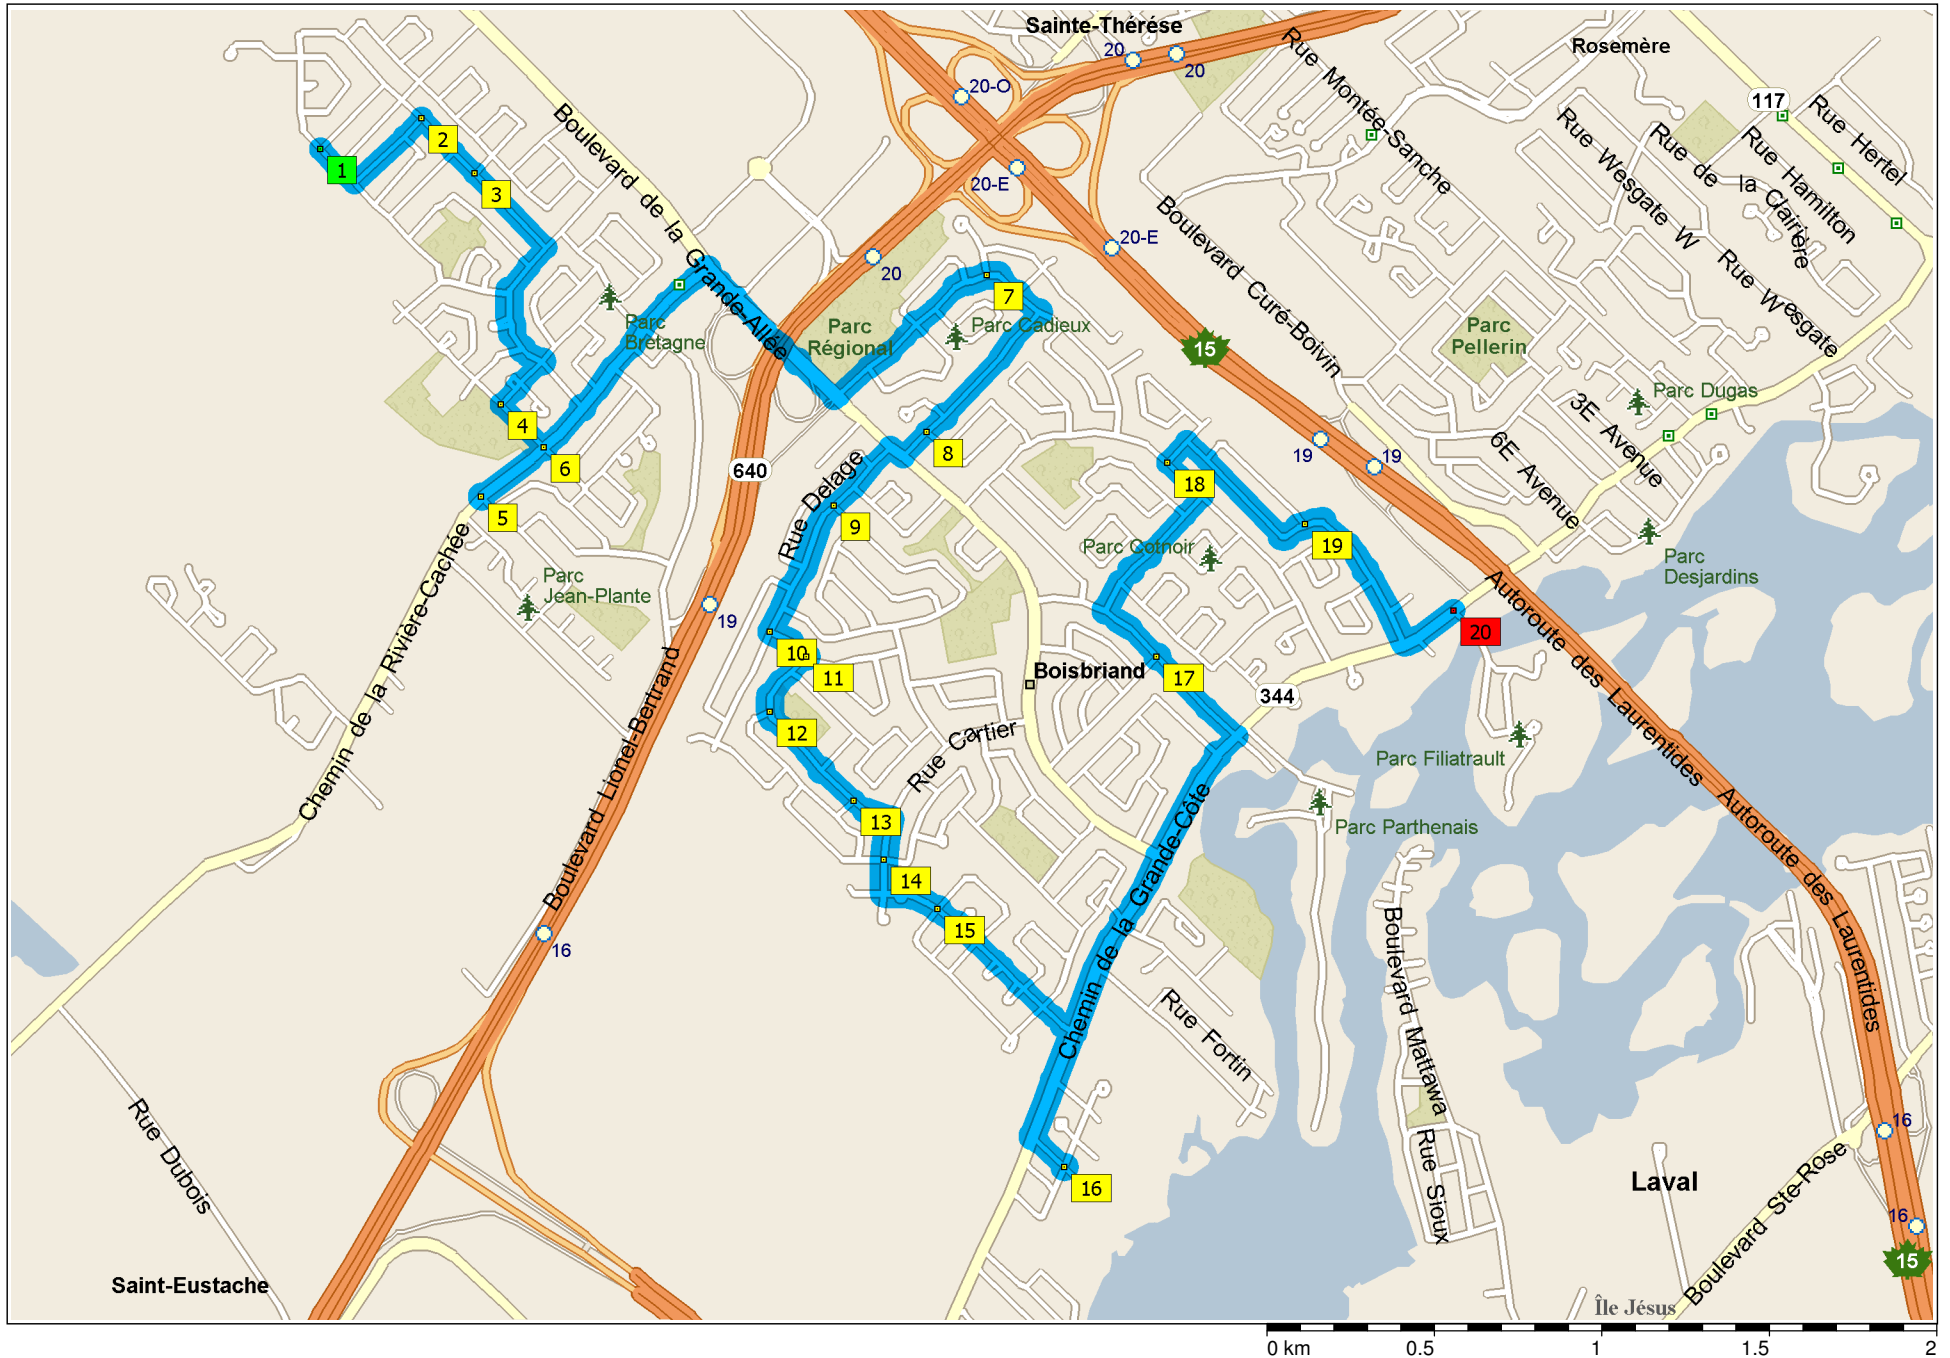 Sainte-Thérése
Rosemère
20
20
20-O
117
Rue Montée-Sanche
Rue Hertel
Rue Hamilton
Rue de la Clairière
Rue Wesgate W
Rue Wesgate
Boulevard de la Grande-Allée
1
2
3
20-E
20-E
20
Boulevard Curé-Boivin
7
Parc
Bretagne
Parc
Régional
Parc Cadieux
15
Parc
Pellerin
Parc Dugas
3E Avenue
6E Avenue
4
6
5
640
8
19
19
18
Rue Delage
9
19
Parc Cotnoir
Parc
Desjardins
Parc
Jean-Plante
19
Chemin de la Rivière-Cachée
10
11
20
Autoroute des Laurentides
Boisbriand
17
344
12
Rue Cartier
Parc Filiatrault
Boulevard Lionel-Bertrand
13
Parc Parthenais
Autoroute des Laurentides
14
15
Chemin de la Grande-Côte
16
Boulevard Mattawa
Rue Fortin
Rue Dubois
16
Rue Sioux
16
Laval
Boulevard Ste-Rose
16
15
Saint-Eustache
Île Jésus
0 km 0.5 1 1.5 2